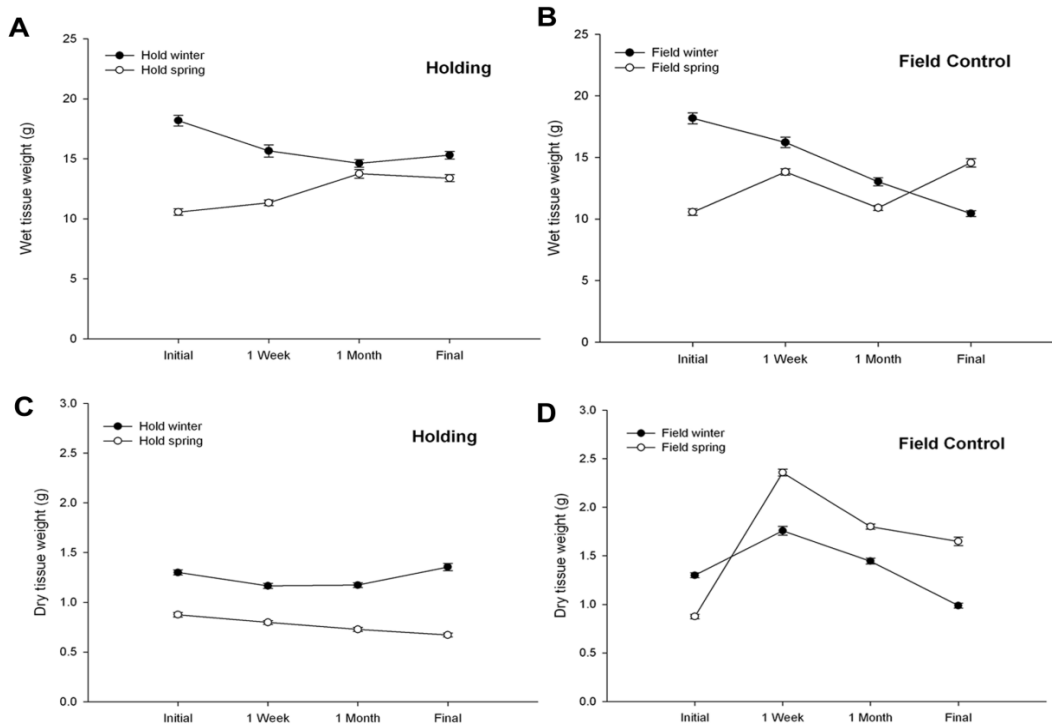 A
Hold winter
Hold spring
Holding
Wet tissue weight (g)
25
20
15
10
5
0
Initial
1 Week
1 Month
Final
B
Field winter
Field spring
Field Control
Wet tissue weight (g)
25
20
15
10
5
0
Initial
1 Week
1 Month
Final
C
Hold winter
Hold spring
Holding
Dry tissue weight (g)
3.0
2.5
2.0
1.5
1.0
0.5
0.0
Initial
1 Week
1 Month
Final
D
Field winter
Field spring
Field Control
Dry tissue weight (g)
3.0
2.5
2.0
1.5
1.0
0.5
0.0
Initial
1 Week
1 Month
Final